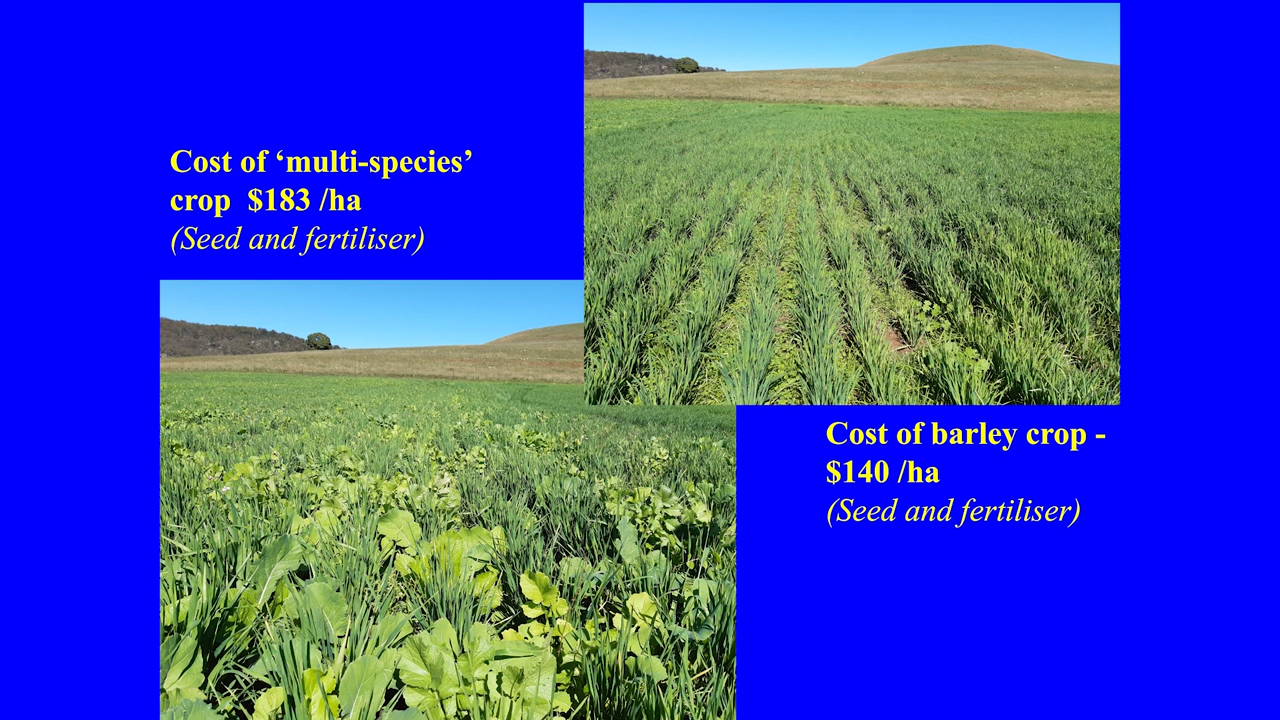 Cost of ‘multi-species’
crop  $183 /ha
(Seed and fertiliser)
Cost of barley crop -
$140 /ha
(Seed and fertiliser)